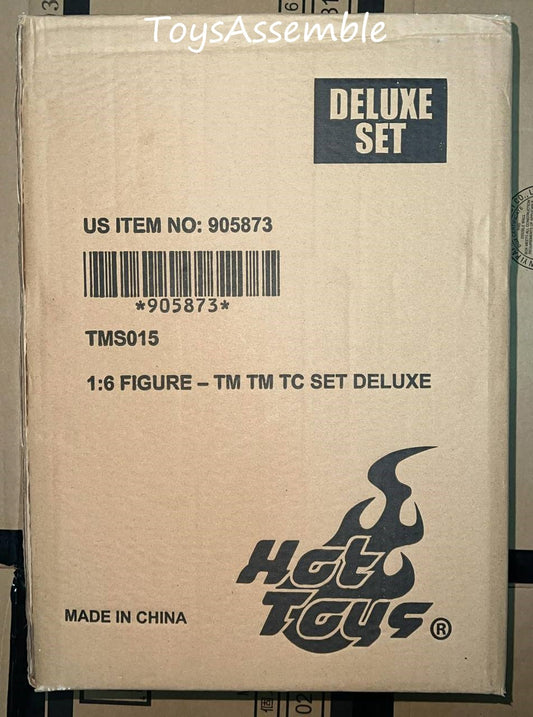 ToysAssemble
DELUXE
SET
US ITEM NO: 905873
*905873*
TMS015
1:6 FIGURE – TM TM TC SET DELUXE
Hot
Toys®
MADE IN CHINA